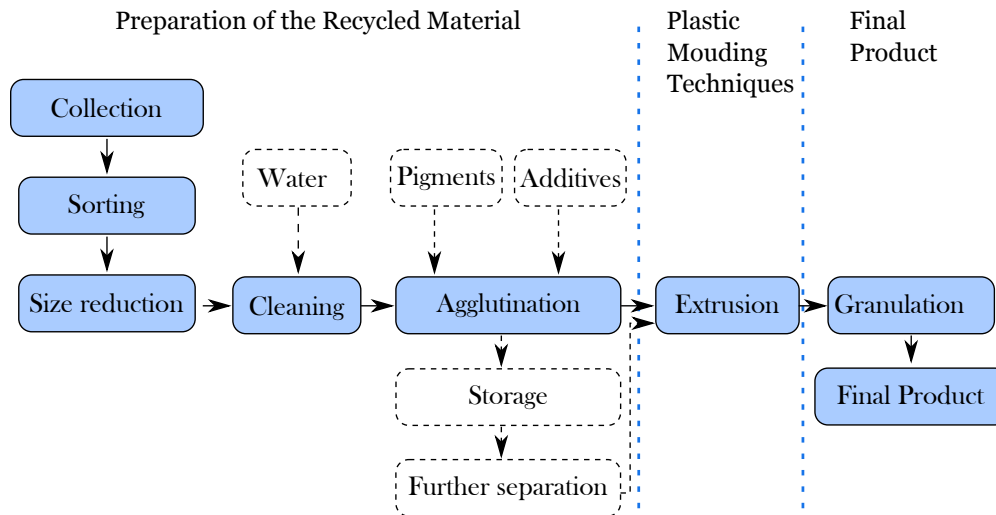 Preparation of the Recycled Material
Plastic
Mouding
Techniques
Final
Product
Collection
Sorting
Size reduction
Water
Cleaning
Pigments
Additives
Agglutination
Storage
Further separation
Extrusion
Granulation
Final Product